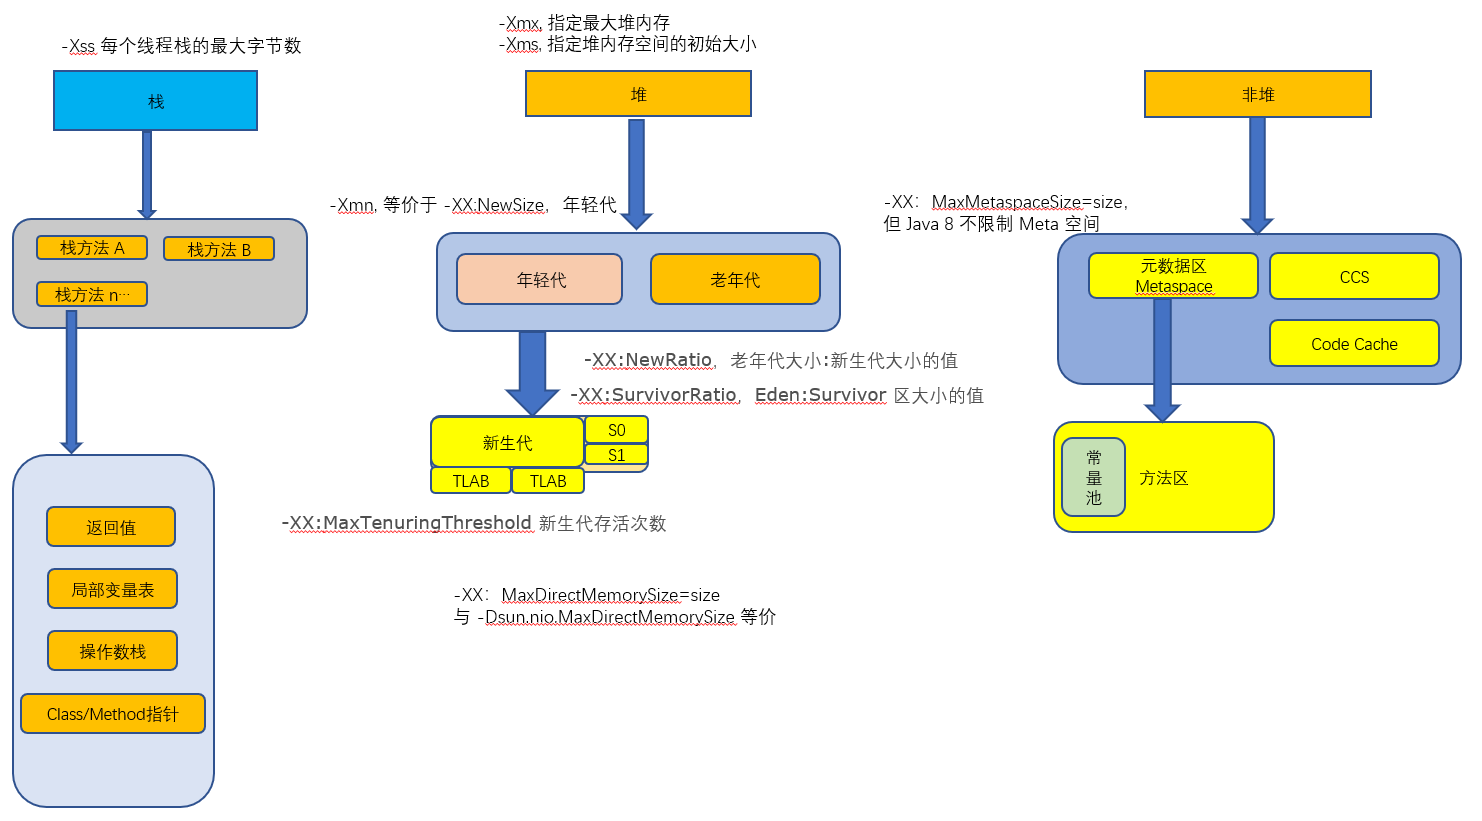 -Xss 每个线程栈的最大字节数
栈
栈方法 A
栈方法 B
栈方法 n…
返回值
局部变量表
操作数栈
Class/Method指针
-Xmx, 指定最大堆内存
-Xms, 指定堆内存空间的初始大小
堆
-Xmn, 等价于 -XX:NewSize，年轻代
年轻代
老年代
-XX:NewRatio，老年代大小:新生代大小的值
-XX:SurvivorRatio，Eden:Survivor 区大小的值
新生代
S0
S1
TLAB
TLAB
-XX:MaxTenuringThreshold 新生代存活次数
-XX：MaxDirectMemorySize=size
与 -Dsun.nio.MaxDirectMemorySize 等价
非堆
-XX：MaxMetaspaceSize=size，
但 Java 8 不限制 Meta 空间
元数据区
Metaspace
CCS
Code Cache
常
量
池
方法区